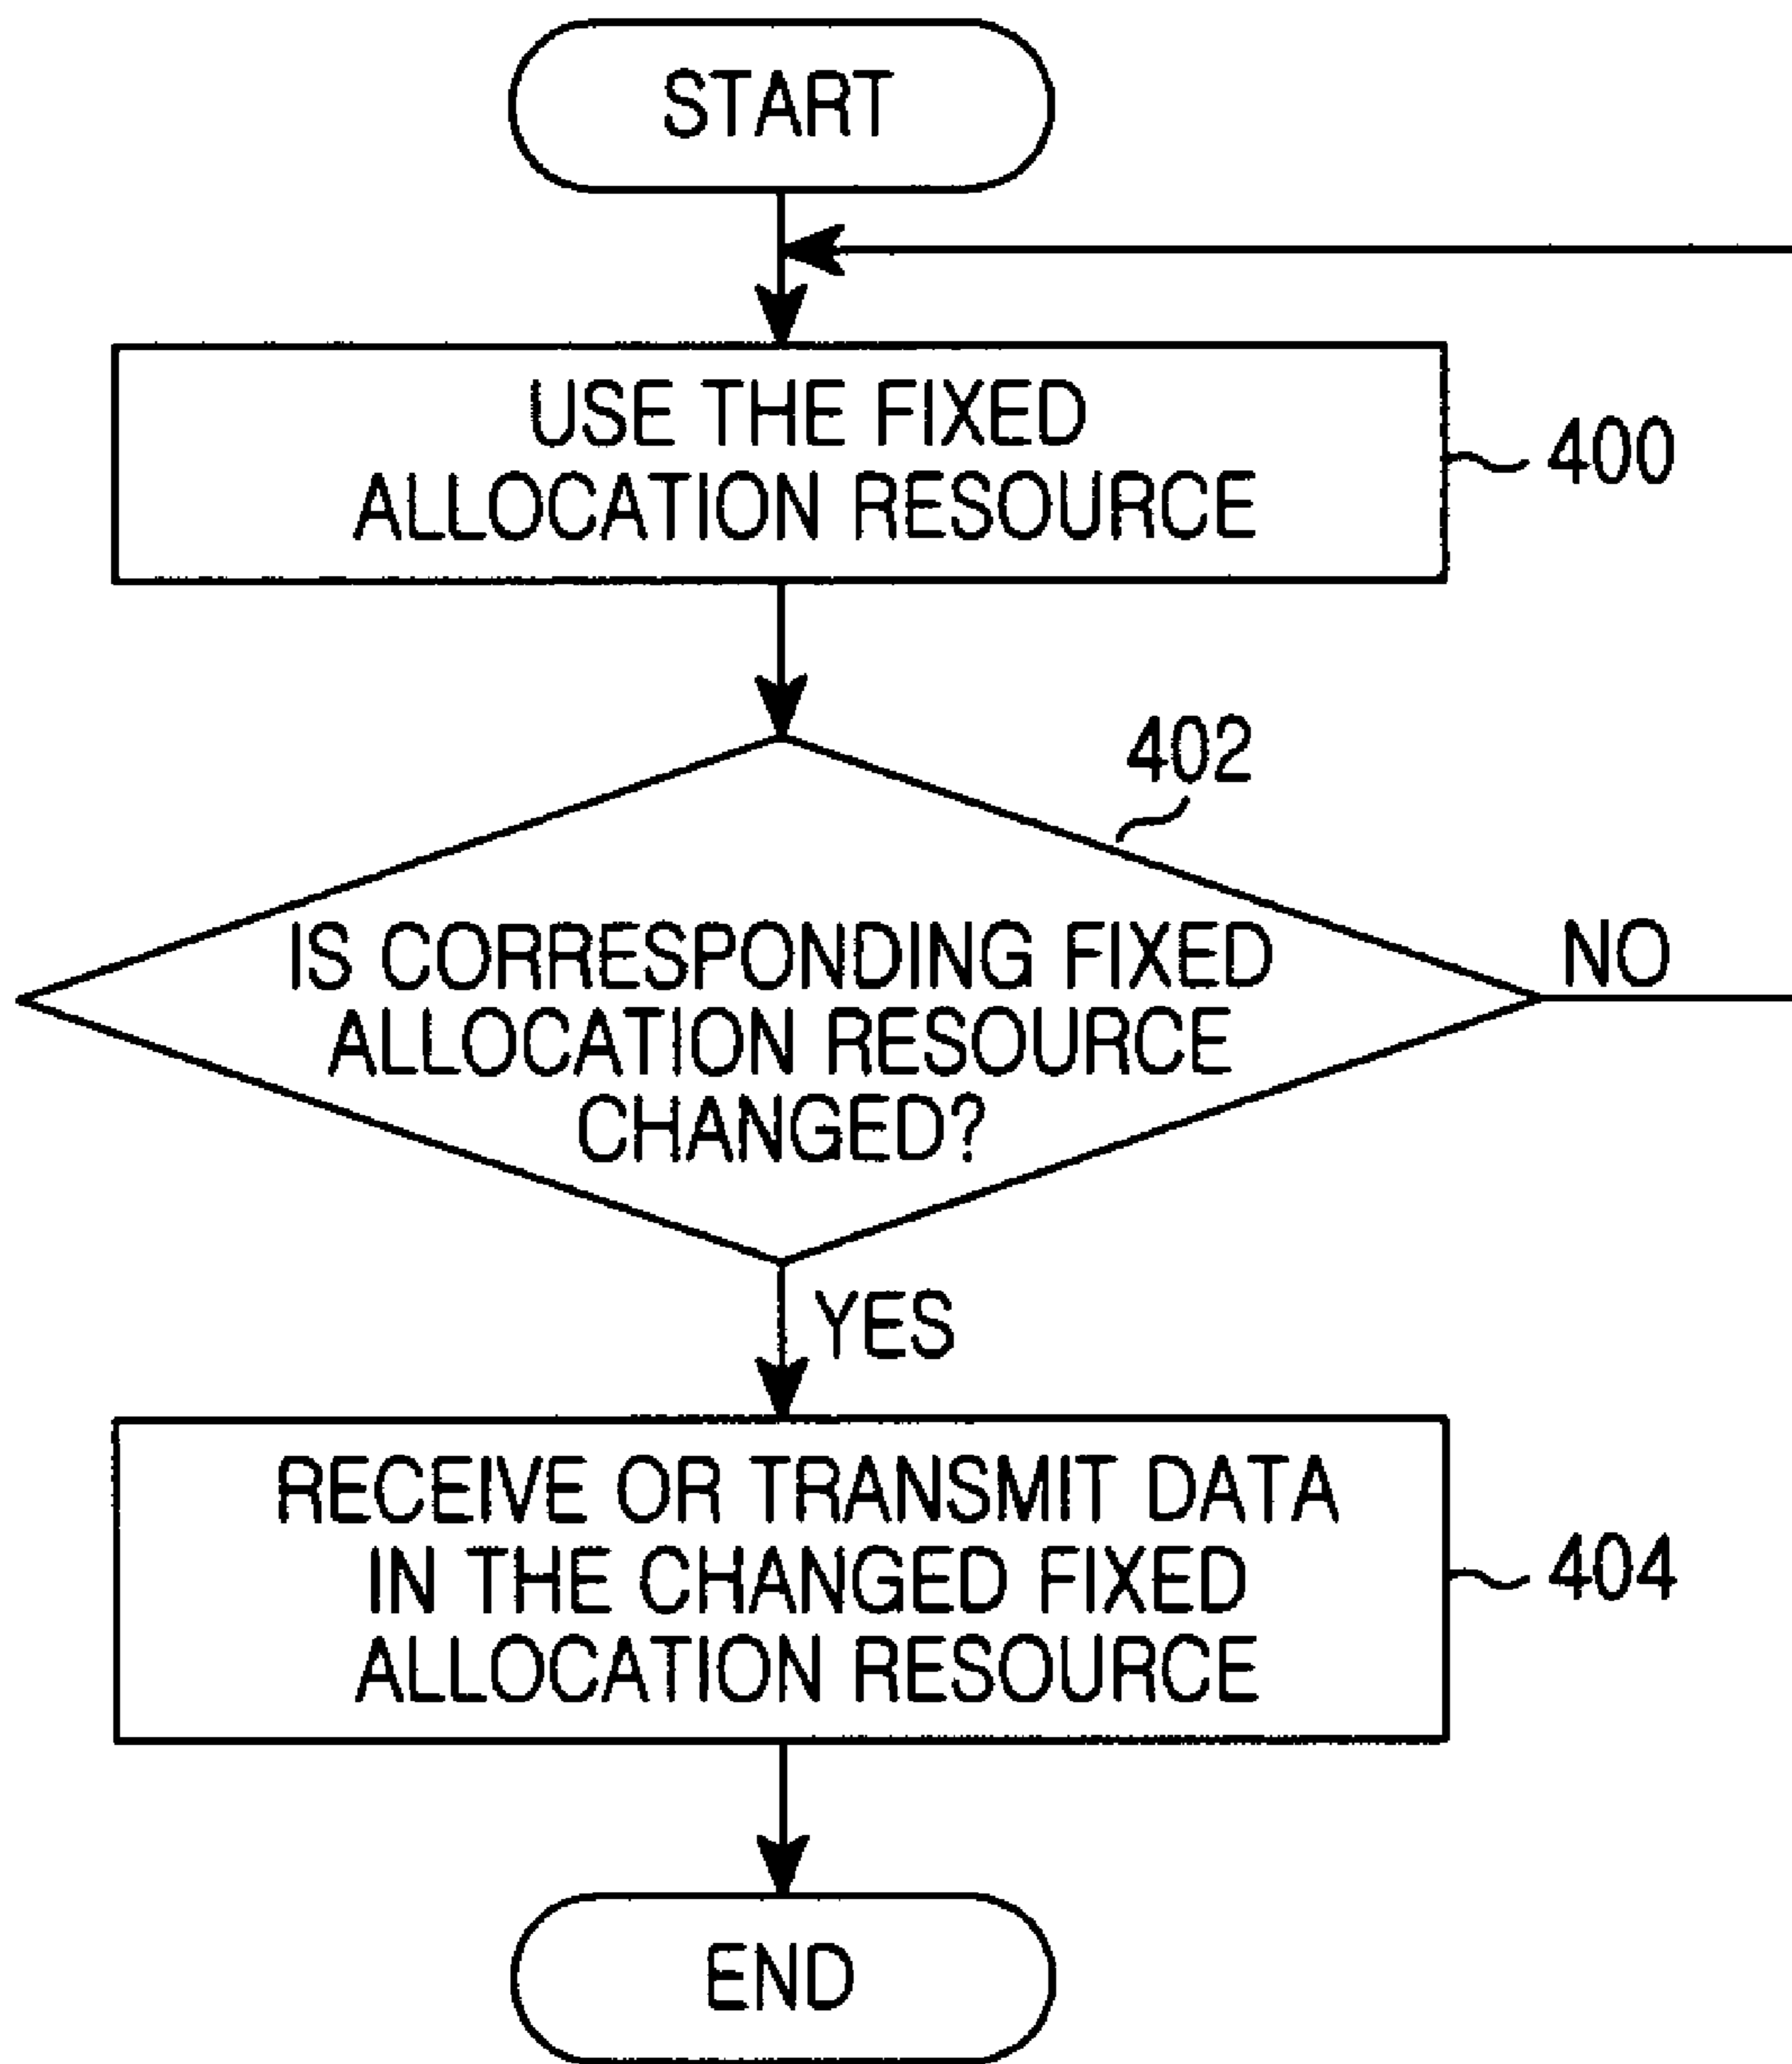 START
USE THE FIXED
ALLOCATION RESOURCE
400
402
IS CORRESPONDING FIXED
ALLOCATION RESOURCE
CHANGED?
NO
YES
RECEIVE OR TRANSMIT DATA
IN THE CHANGED FIXED
ALLOCATION RESOURCE
404
END